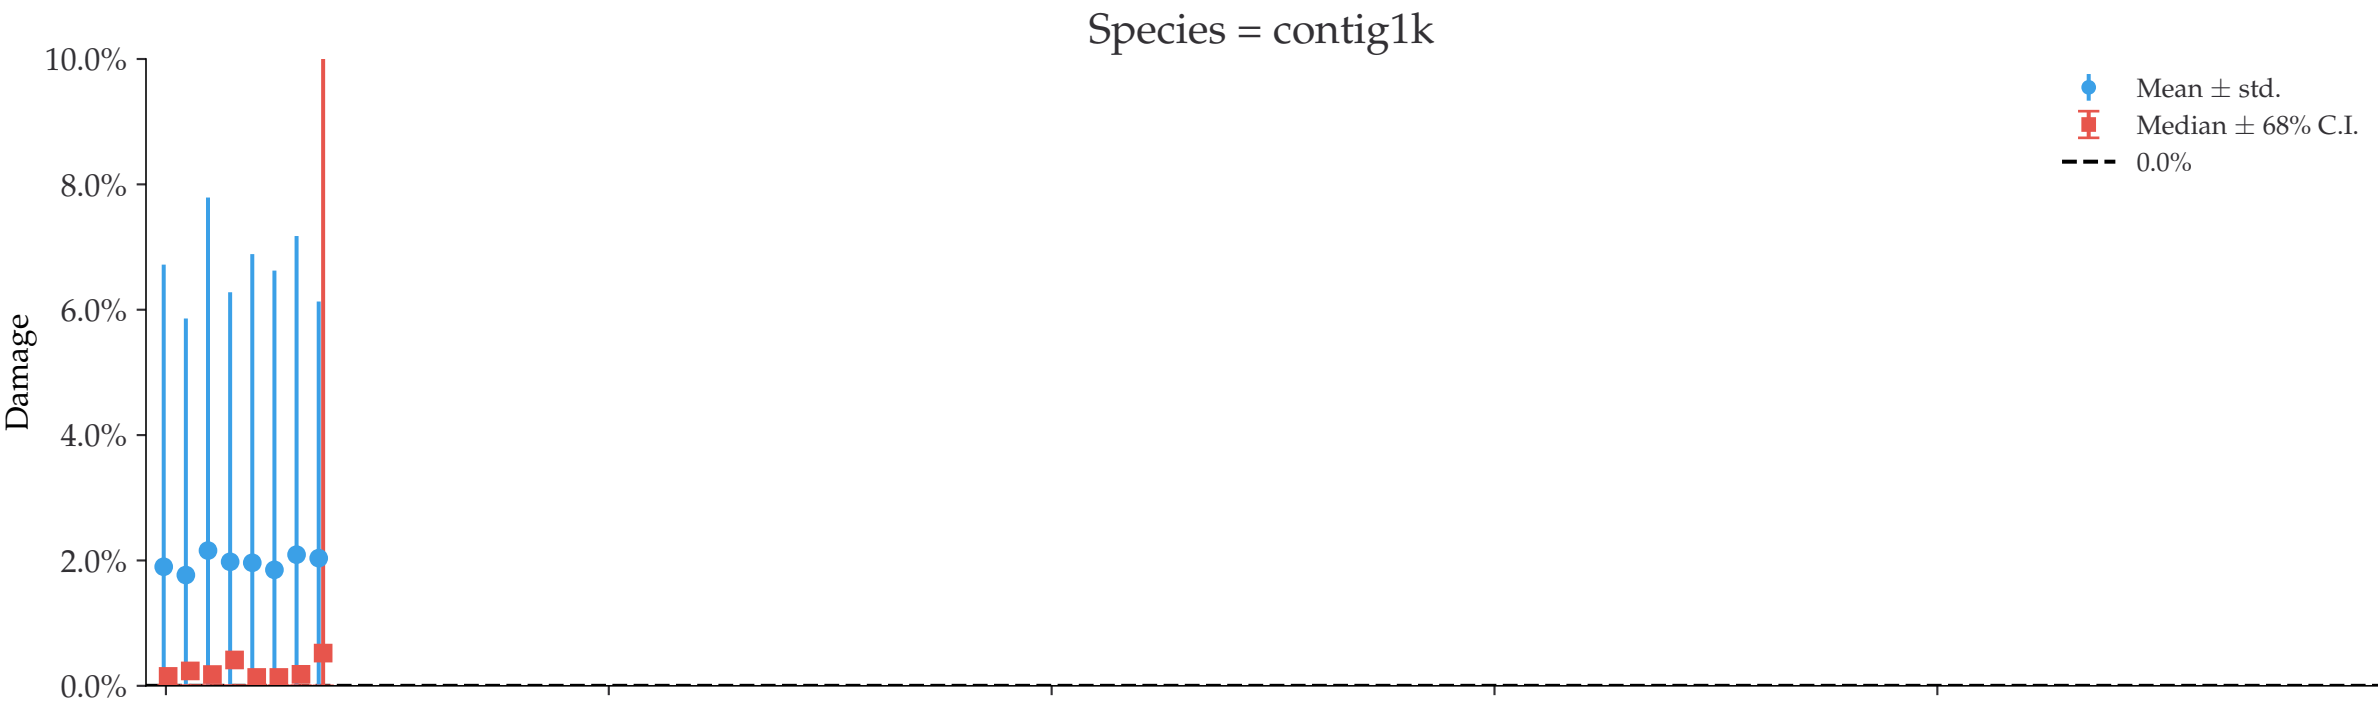 Species = contig1k
10.0%
8.0%
6.0%
4.0%
2.0%
0.0%
Damage
Mean ± std.
Median ± 68% C.I.
0.0%